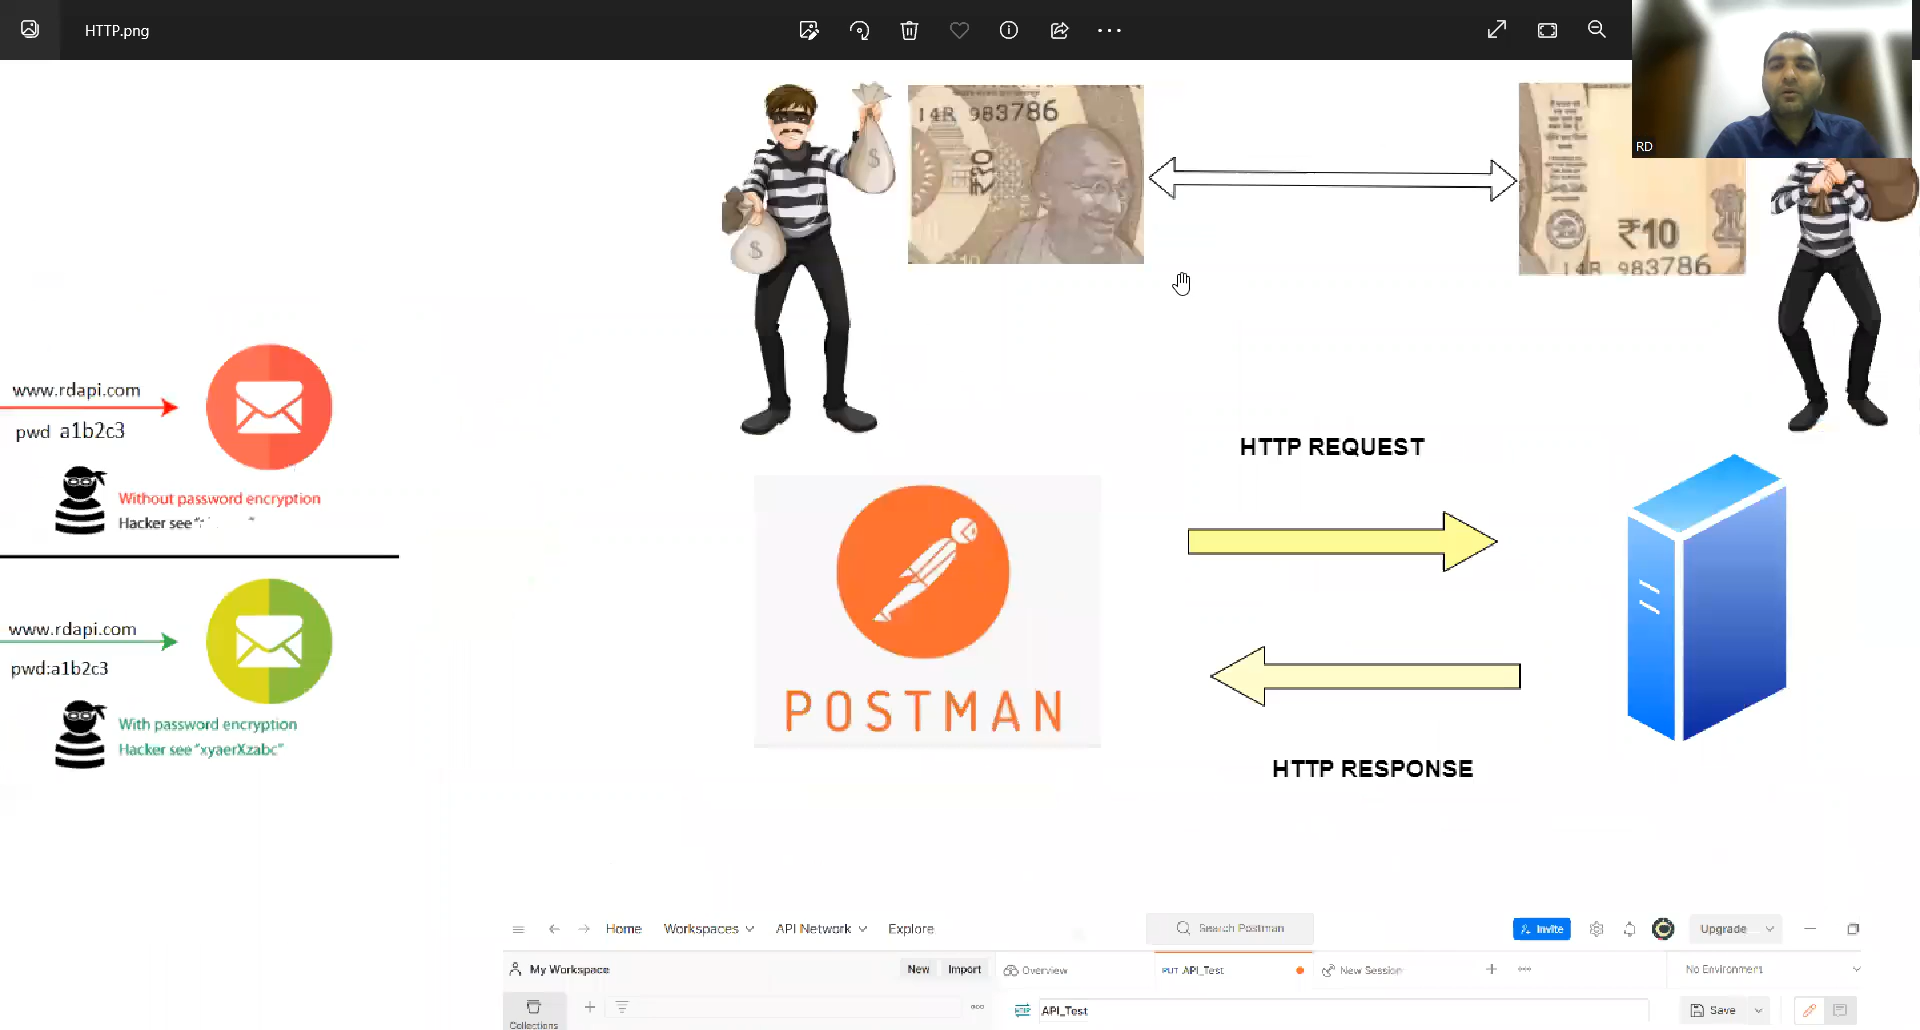 HTTP.png
RD
14R 983786
₹10
₹10
14R 983786
$
$
www.rdapi.com
pwd a1b2c3
Without password encryption
Hacker see "
www.rdapi.com
pwd:a1b2c3
With password encryption
Hacker see "xyaerXzabc"
HTTP REQUEST
POSTMAN
HTTP RESPONSE
Home Workspaces API Network Explore Search Postman Invite Upgrade
My Workspace New Import Overview PUT API_Test New Session No Environment
Collections HTTP API_Test Save